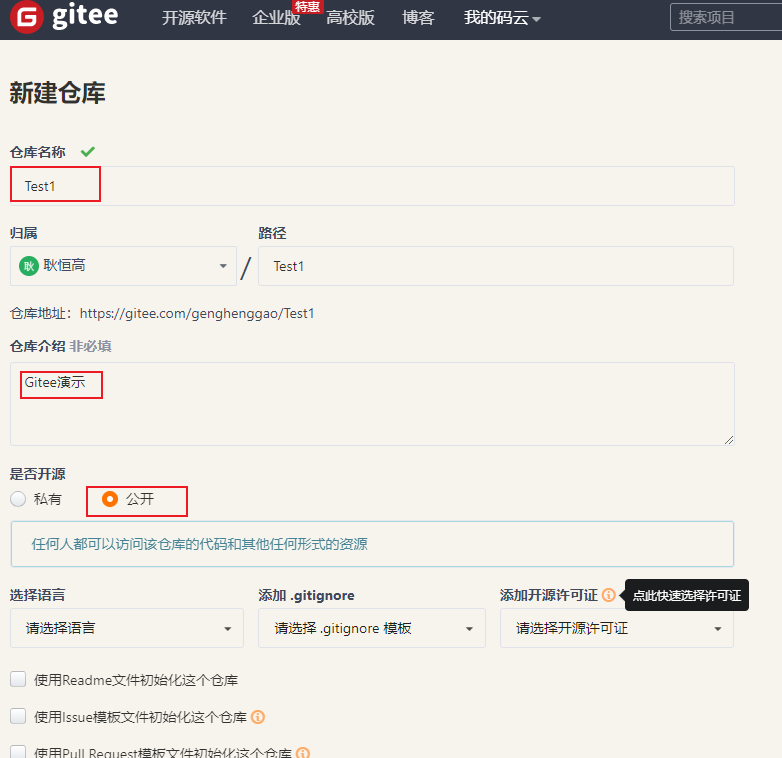 gitee 开源软件 企业版 特惠 高校版 博客 我的码云 搜索项目
新建仓库
仓库名称
Test1
归属 路径
耿 耿恒高 / Test1
仓库地址：https://gitee.com/genghenggao/Test1
仓库介绍 非必填
Gitee演示
是否开源
私有 公开
任何人都可以访问该仓库的代码和其他任何形式的资源
选择语言 添加 .gitignore 添加开源许可证 点此快速选择许可证
请选择语言 请选择 .gitignore 模板 请选择开源许可证
使用Readme文件初始化这个仓库
使用Issue模板文件初始化这个仓库
使用Pull Request模板文件初始化这个仓库